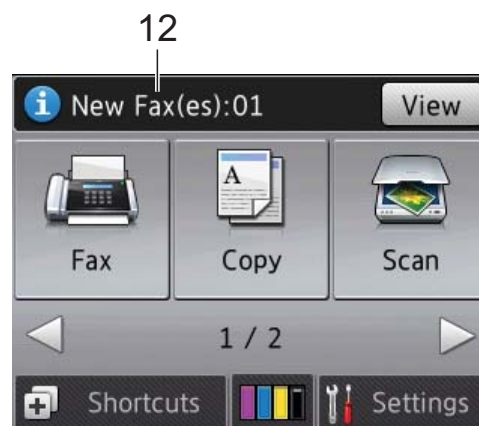 12
i New Fax(es):01 View
A
Fax Copy Scan
1 / 2
Shortcuts Settings